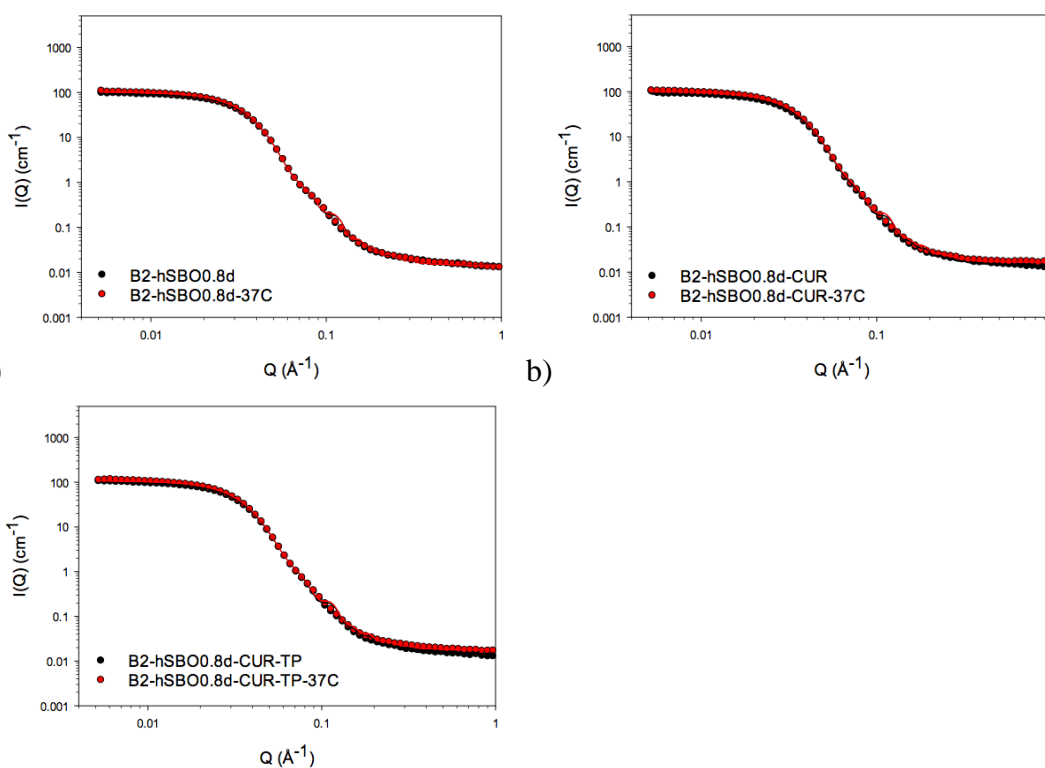 1000
100
10
1
0.1
0.01
0.001
I(Q) (cm-1)
B2-hSBO0.8d
B2-hSBO0.8d-37C
0.01 0.1 1
Q (Å-1)
)
1000
100
10
1
0.1
0.01
0.001
I(Q) (cm-1)
B2-hSBO0.8d-CUR
B2-hSBO0.8d-CUR-37C
0.01 0.1
Q (Å-1)
b)
1000
100
10
1
0.1
0.01
0.001
I(Q) (cm-1)
B2-hSBO0.8d-CUR-TP
B2-hSBO0.8d-CUR-TP-37C
0.01 0.1 1
Q (Å-1)